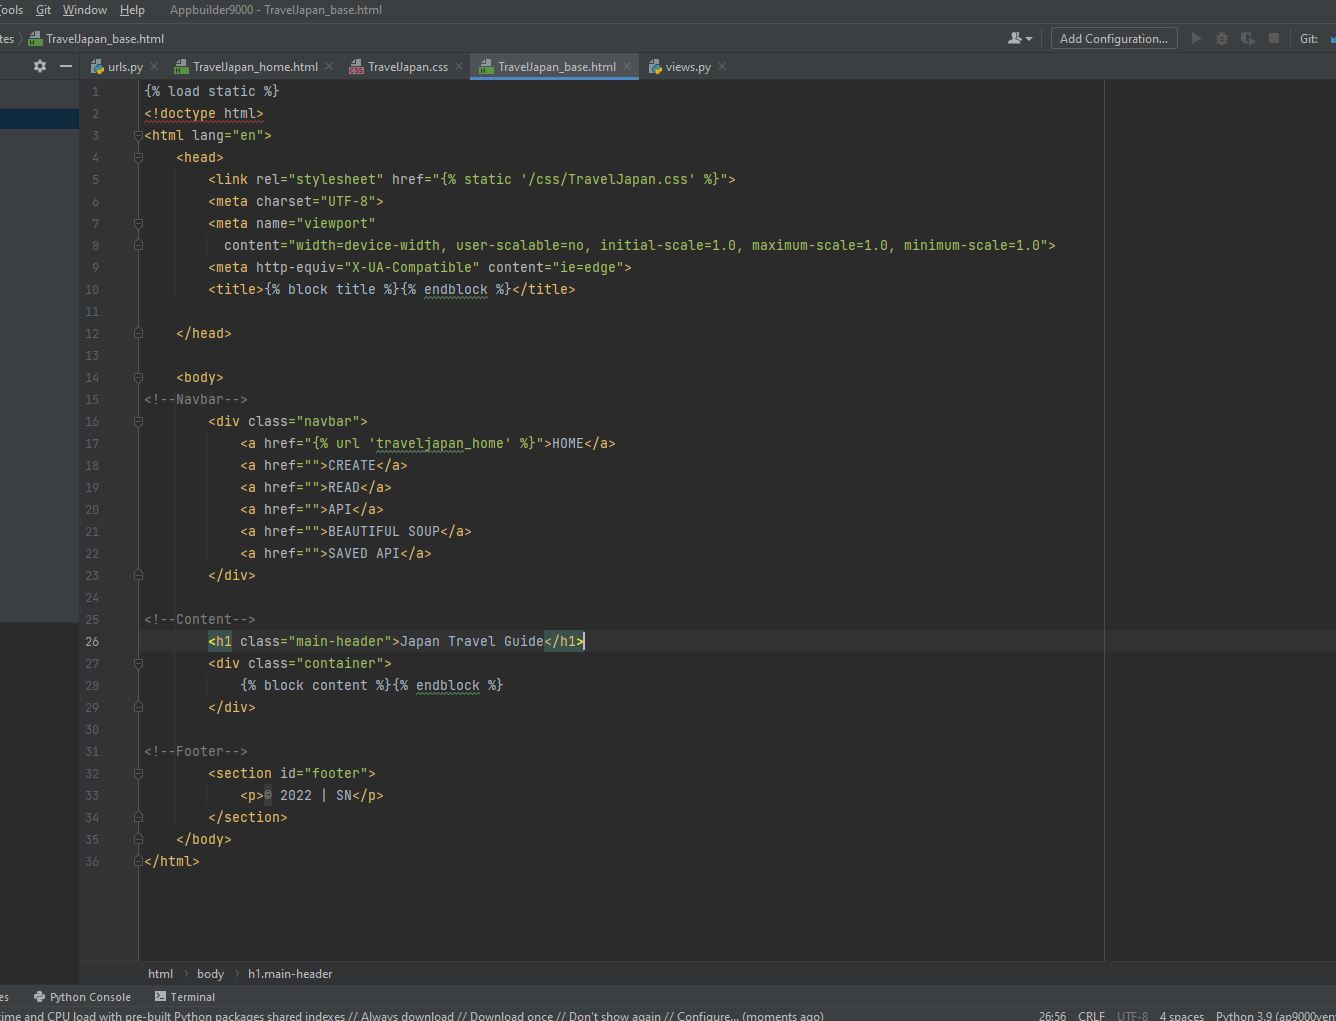 Tools Git Window Help Appbuilder9000 - TravelJapan_base.html
tes TravelJapan_base.html Add Configuration... Git:
urls.py TravelJapan_home.html TravelJapan.css TravelJapan_base.html views.py
1 {% load static %}
2 <!doctype html>
3 <html lang="en">
4 <head>
5 <link rel="stylesheet" href="{% static '/css/TravelJapan.css' %}">
6 <meta charset="UTF-8">
7 <meta name="viewport"
8 content="width=device-width, user-scalable=no, initial-scale=1.0, maximum-scale=1.0, minimum-scale=1.0">
9 <meta http-equiv="X-UA-Compatible" content="ie=edge">
10 <title>{% block title %}{% endblock %}</title>
11
12 </head>
13
14 <body>
15 <!--Navbar-->
16 <div class="navbar">
17 <a href="{% url 'traveljapan_home' %}">HOME</a>
18 <a href="">CREATE</a>
19 <a href="">READ</a>
20 <a href="">API</a>
21 <a href="">BEAUTIFUL SOUP</a>
22 <a href="">SAVED API</a>
23 </div>
24
25 <!--Content-->
26 <h1 class="main-header">Japan Travel Guide</h1>
27 <div class="container">
28 {% block content %}{% endblock %}
29 </div>
30
31 <!--Footer-->
32 <section id="footer">
33 <p>© 2022 | SN</p>
34 </section>
35 </body>
36 </html>
html body h1.main-header
es Python Console Terminal
time and CPU load with pre-built Python packages shared indexes // Always download // Download once // Don't show again // Configure... (moments ago) 26:56 CRLF UTF-8 4 spaces Python 3.9 (ap9000ven